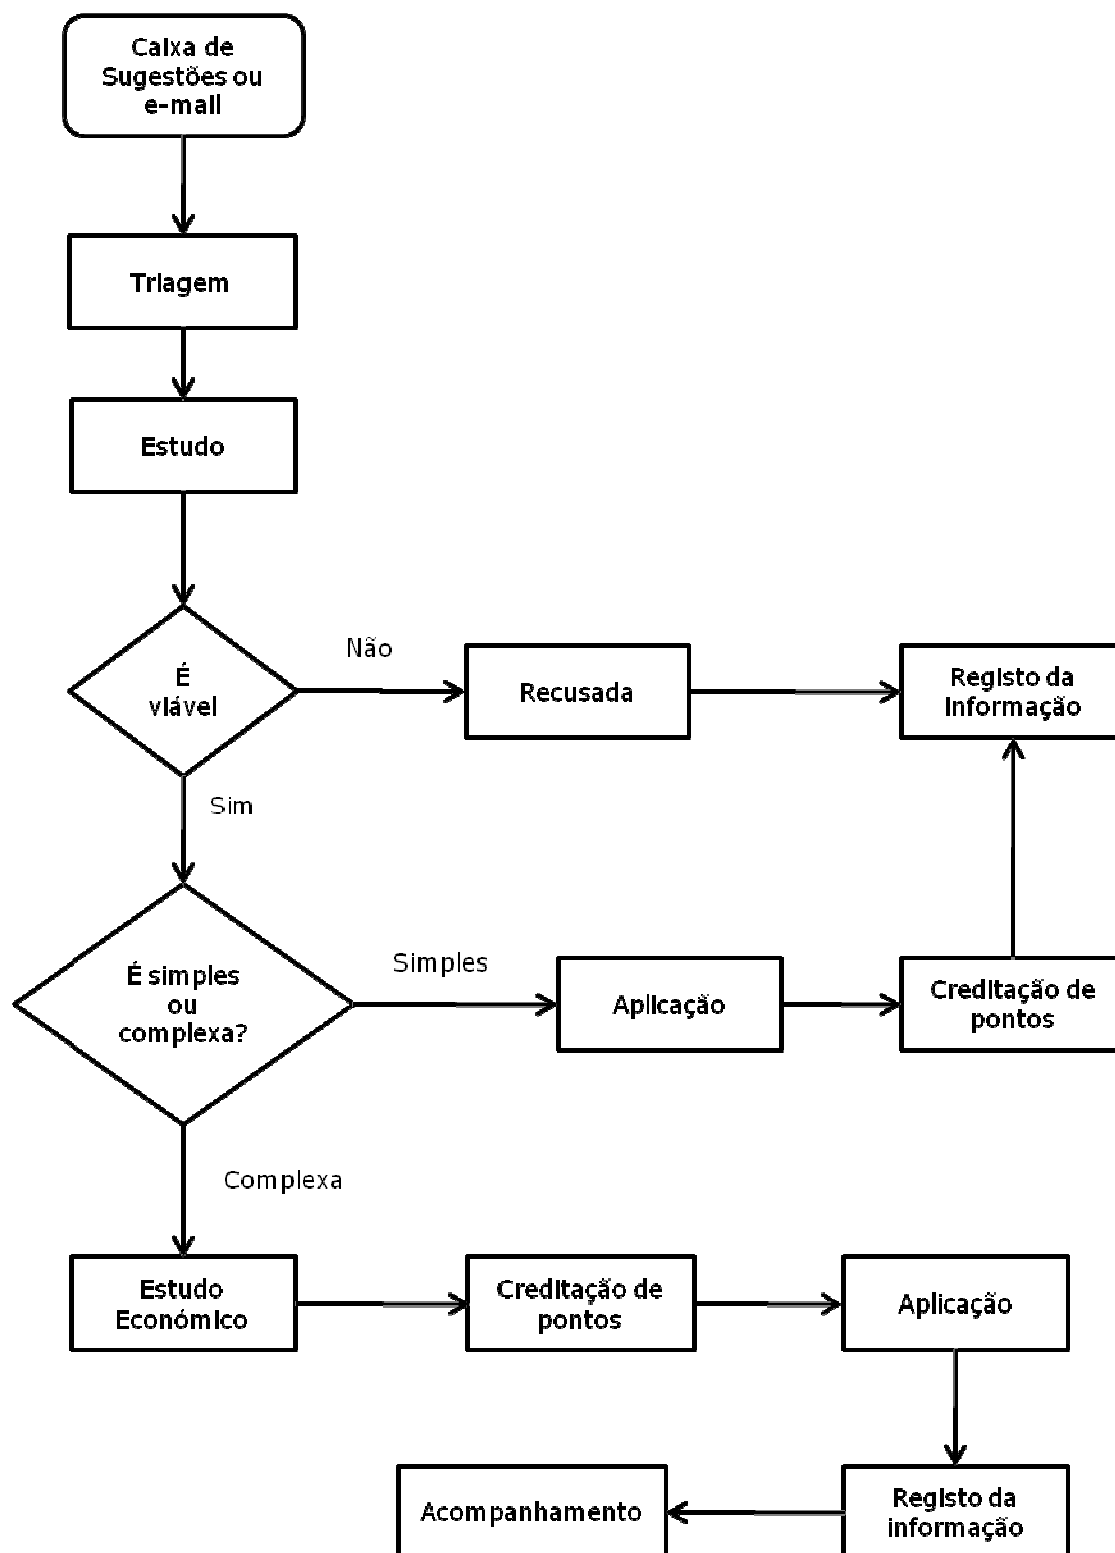 Caixa de
Sugestões ou
e-mail
Triagem
Estudo
É
viável
Não
Recusada
Registo da
Informação
Sim
É simples
ou
complexa?
Simples
Aplicação
Creditação de
pontos
Complexa
Estudo
Económico
Creditação de
pontos
Aplicação
Acompanhamento
Registo da
informação